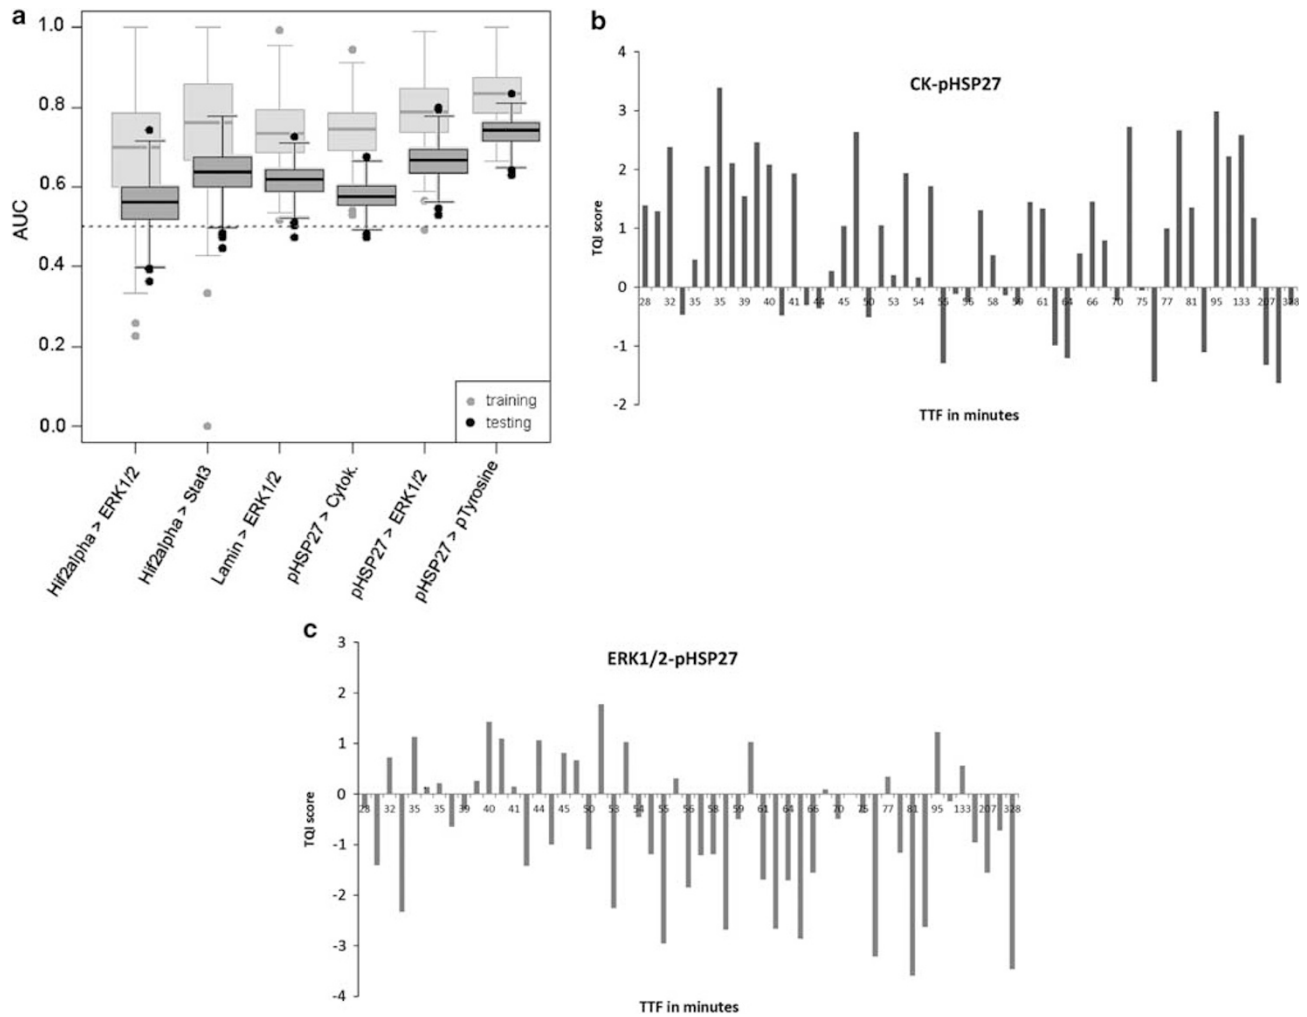 a
1.0
0.8
0.6
0.4
0.2
0.0
AUC
training
testing
Hif2alpha > ERK1/2
Hif2alpha > Stat3
Lamin > ERK1/2
pHSP27 > Cytok.
pHSP27 > ERK1/2
pHSP27 > pTyrosine
b
CK-pHSP27
4
3
2
1
0
-1
-2
TQI score
28 32 35 35 39 40 41 44 45 50 53 54 55 56 58 59 61 64 66 70 75 77 81 95 133 207 328
TTF in minutes
c
ERK1/2-pHSP27
3
2
1
0
-1
-2
-3
-4
TQI score
28 32 35 35 39 40 41 44 45 50 53 54 55 56 58 59 61 64 66 70 75 77 81 95 133 207 328
TTF in minutes